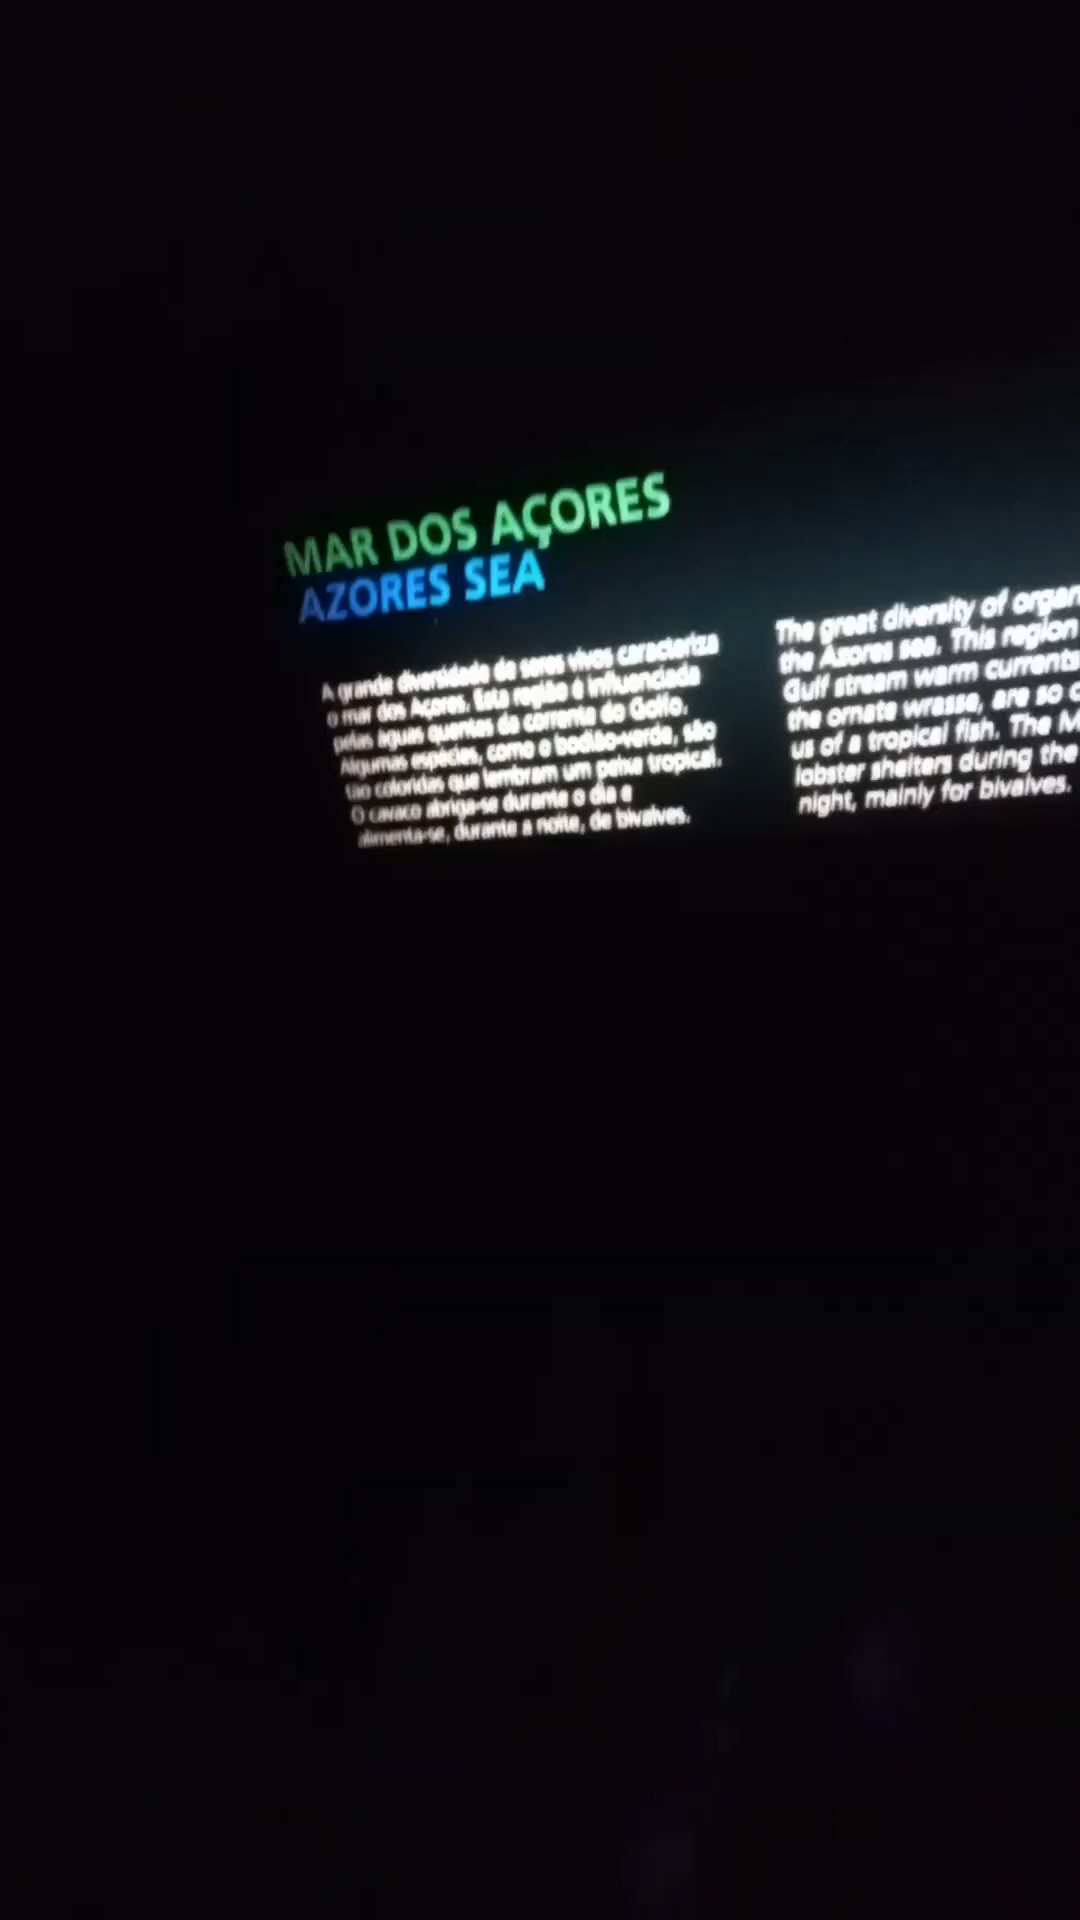 MAR DOS AÇORES
AZORES SEA
A grande diversidade de seres vivos caracteriza
o mar dos Açores. Esta região é influenciada
pelas águas quentes da corrente do Golfo.
Algumas espécies, como o bodião-verde, são
tão coloridas que lembram um peixe tropical.
O cavaco abriga-se durante o dia e
alimenta-se, durante a noite, de bivalves.
The great diversity of organ
the Azores sea. This region
Gulf stream warm currents
the ornate wrasse, are so c
us of a tropical fish. The M
lobster shelters during the
night, mainly for bivalves.